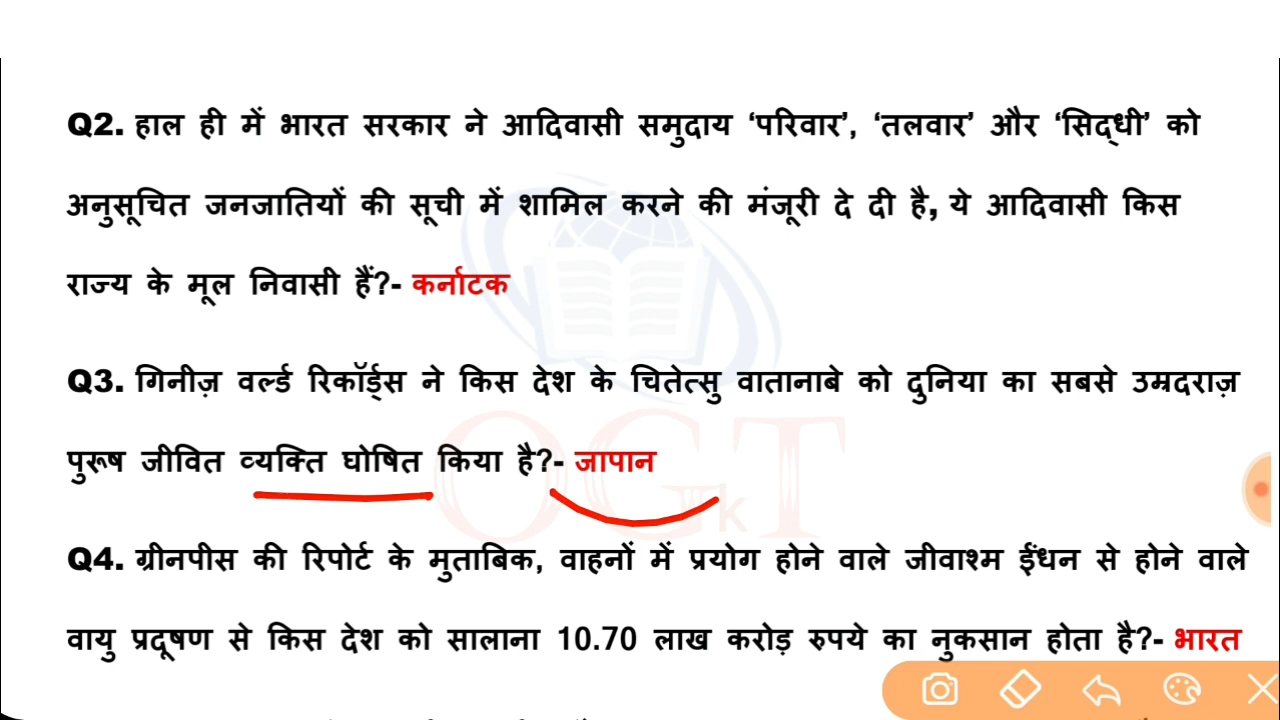 Q2. हाल ही में भारत सरकार ने आदिवासी समुदाय ‘परिवार’, ‘तलवार’ और ‘सिद्धी’ को
अनुसूचित जनजातियों की सूची में शामिल करने की मंजूरी दे दी है, ये आदिवासी किस
राज्य के मूल निवासी हैं?- कर्नाटक
Q3. गिनीज़ वर्ल्ड रिकॉर्ड्स ने किस देश के चितेत्सु वातानाबे को दुनिया का सबसे उम्रदराज़
पुरूष जीवित व्यक्ति घोषित किया है?- जापान
OGT
k
Q4. ग्रीनपीस की रिपोर्ट के मुताबिक, वाहनों में प्रयोग होने वाले जीवाश्म ईंधन से होने वाले
वायु प्रदूषण से किस देश को सालाना 10.70 लाख करोड़ रुपये का नुकसान होता है?- भारत